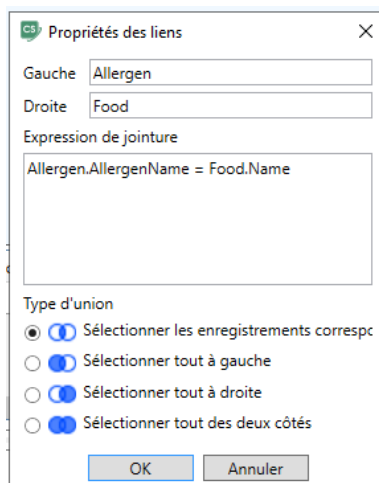 CS Propriétés des liens
Gauche Allergen
Droite Food
Expression de jointure
Allergen.AllergenName = Food.Name
Type d'union
Sélectionner les enregistrements correspo
Sélectionner tout à gauche
Sélectionner tout à droite
Sélectionner tout des deux côtés
OK Annuler